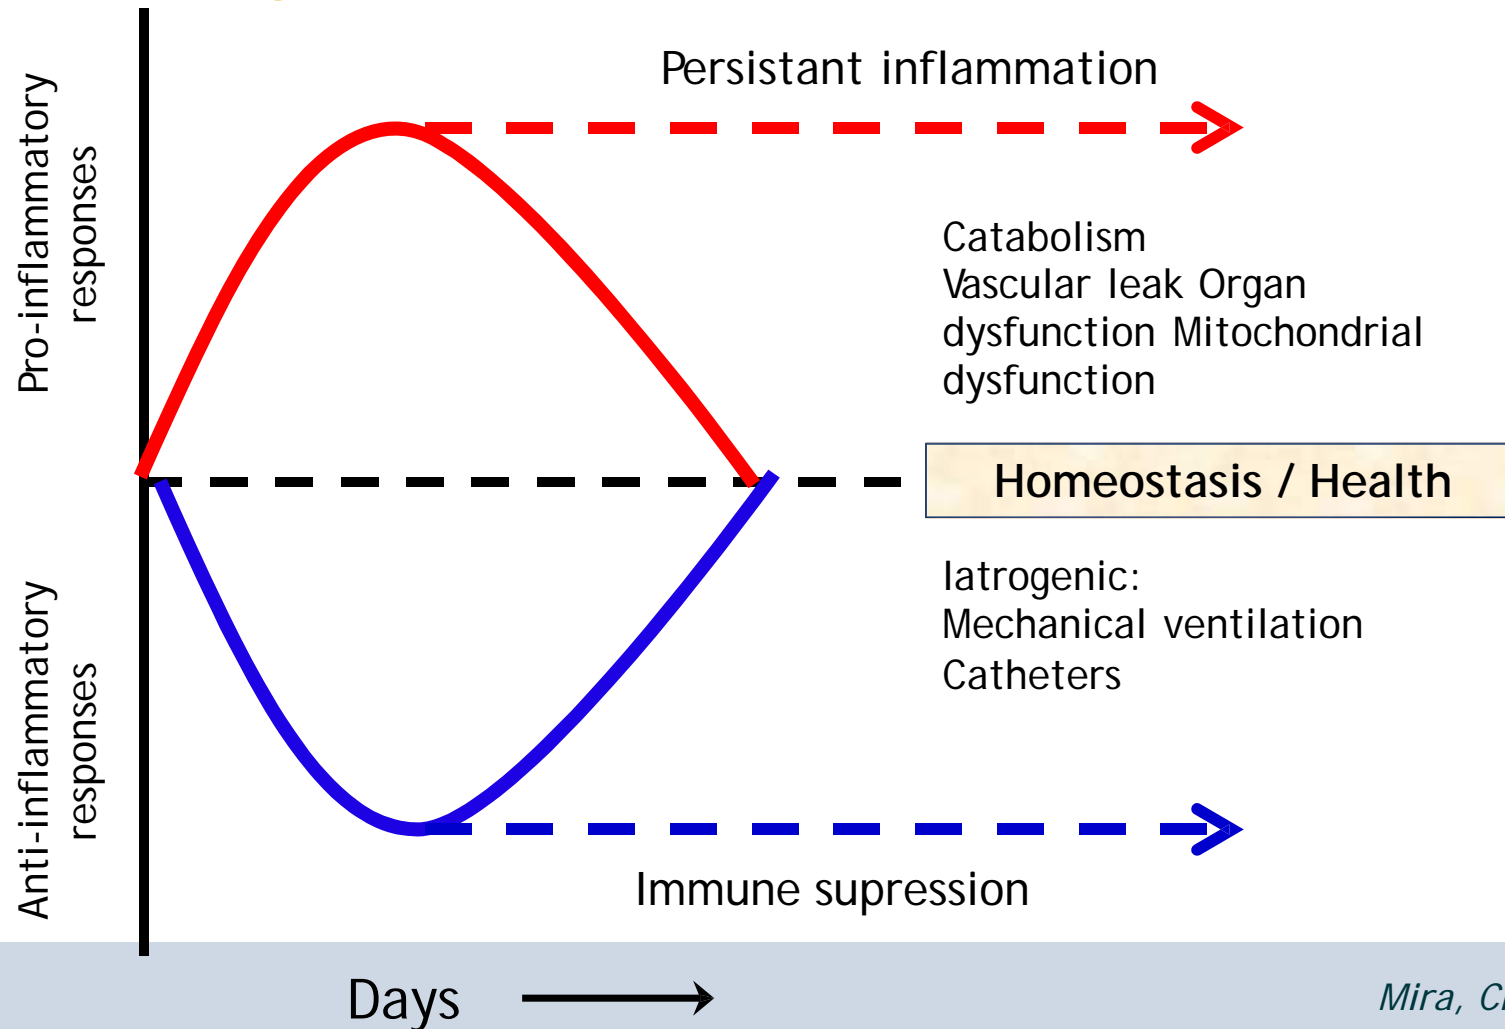 Persistant inflammation
Pro-inflammatory
responses
Catabolism
Vascular leak Organ
dysfunction Mitochondrial
dysfunction
Homeostasis / Health
Iatrogenic:
Mechanical ventilation
Catheters
Anti-inflammatory
responses
Immune supression
Days
Mira,